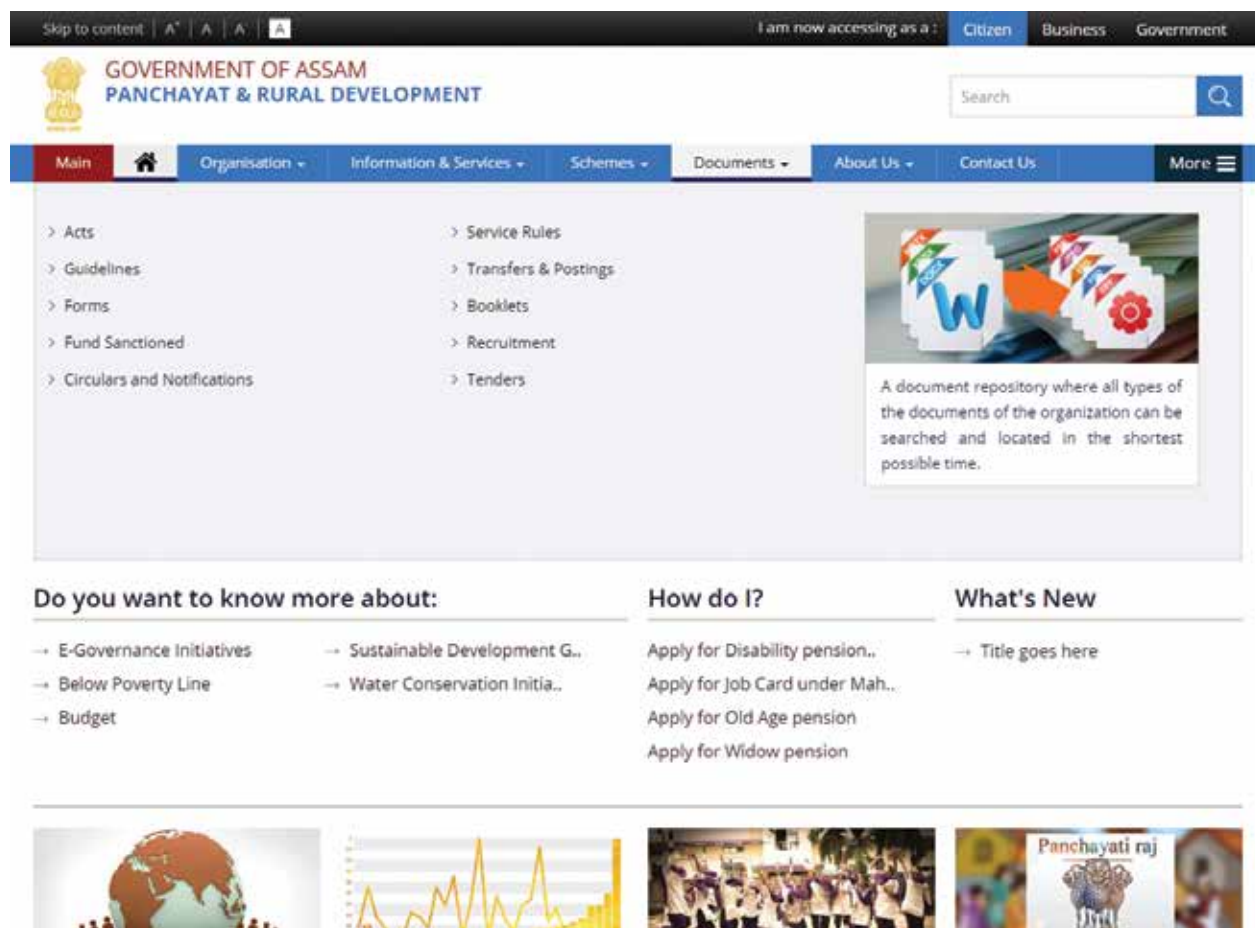 Skip to content | A+ | A | A | A
I am now accessing as a : Citizen Business Government
GOVERNMENT OF ASSAM
PANCHAYAT & RURAL DEVELOPMENT
Search
Main Organisation Information & Services Schemes Documents About Us Contact Us More
> Acts
> Guidelines
> Forms
> Fund Sanctioned
> Circulars and Notifications
> Service Rules
> Transfers & Postings
> Booklets
> Recruitment
> Tenders
DOCX
W
A document repository where all types of
the documents of the organization can be
searched and located in the shortest
possible time.
Do you want to know more about:
→ E-Governance Initiatives
→ Below Poverty Line
→ Budget
→ Sustainable Development G..
→ Water Conservation Initia..
How do I?
Apply for Disability pension..
Apply for Job Card under Mah..
Apply for Old Age pension
Apply for Widow pension
What's New
→ Title goes here
Panchayati raj